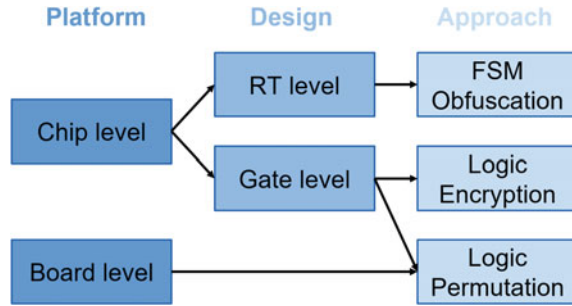 Platform Design Approach
RT level
FSM
Obfuscation
Chip level
Gate level
Logic
Encryption
Board level
Logic
Permutation